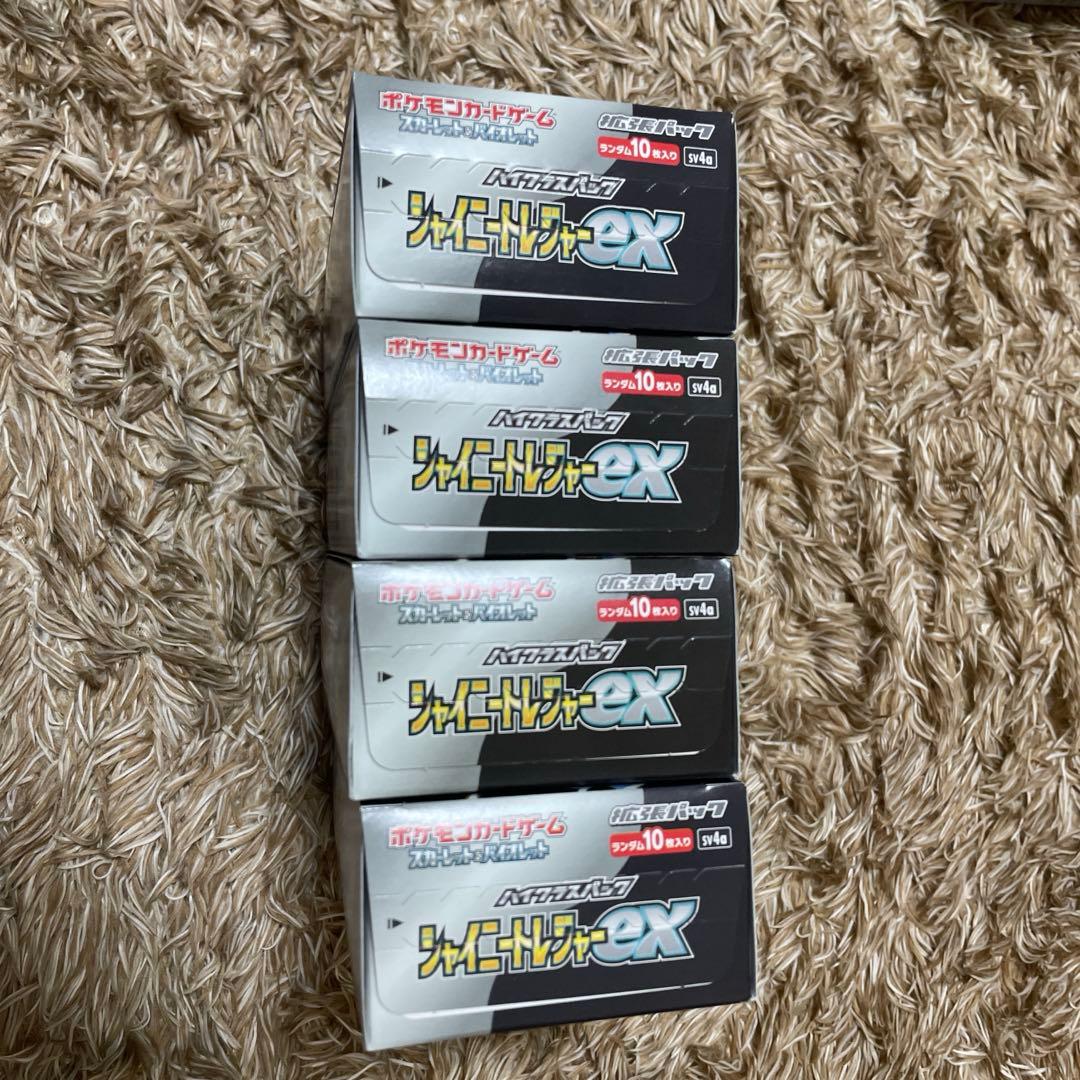 ポケモンカードゲーム
スカーレット&バイオレット
拡張パック
ランダム10枚入り sv4a
ハイクラスパック
シャイニートレジャーex
ポケモンカードゲーム
スカーレット&バイオレット
拡張パック
ランダム10枚入り sv4a
ハイクラスパック
シャイニートレジャーex
ポケモンカードゲーム
スカーレット&バイオレット
拡張パック
ランダム10枚入り sv4a
ハイクラスパック
シャイニートレジャーex
ポケモンカードゲーム
スカーレット&バイオレット
拡張パック
ランダム10枚入り sv4a
ハイクラスパック
シャイニートレジャーex